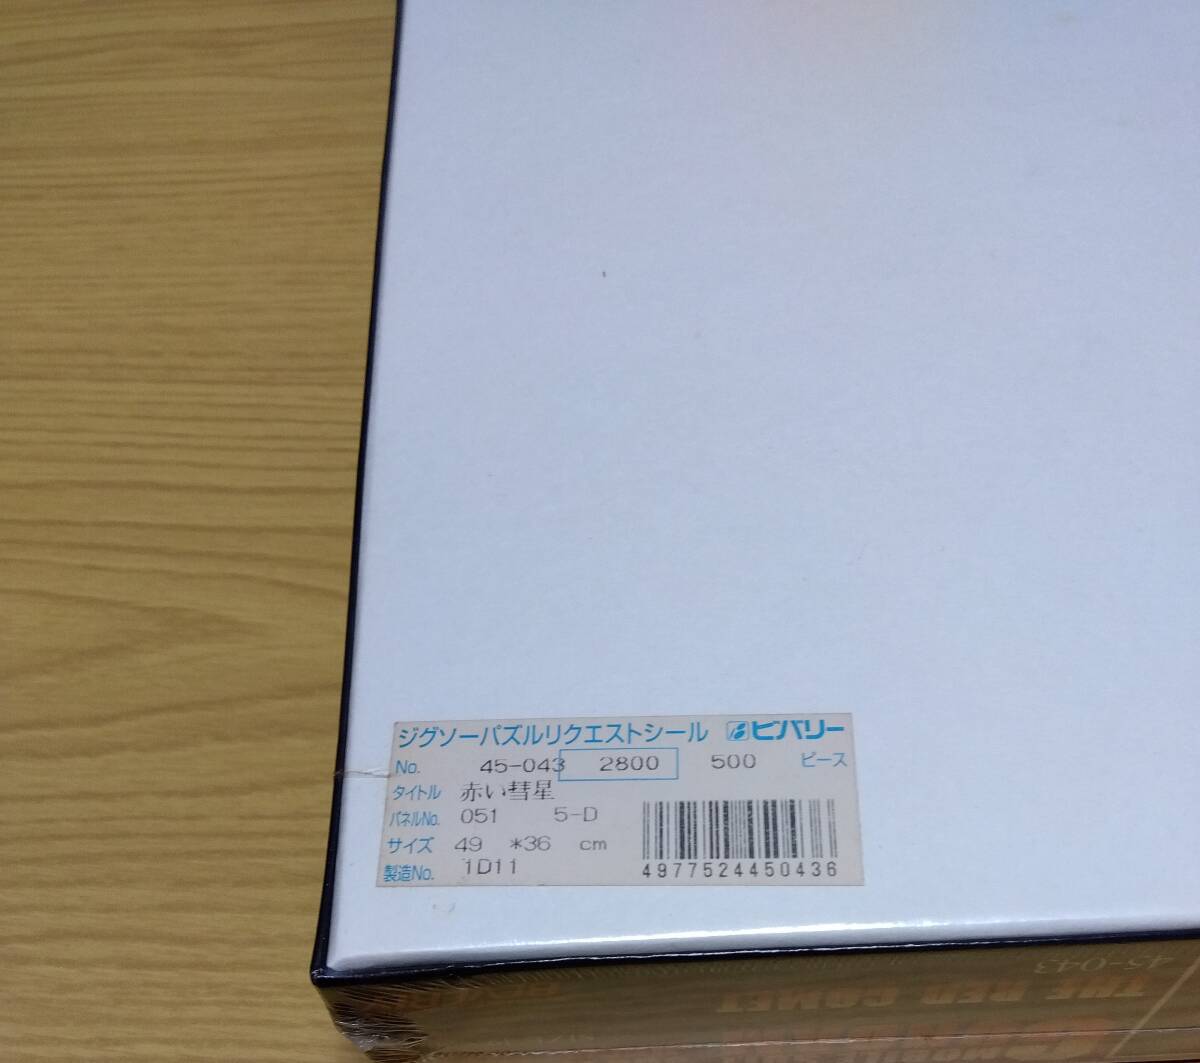 ジグソーパズルリクエストシール ビバリー
No. 45-043 2800 500 ピース
タイトル 赤い彗星
パネルNo. 051 5-D
サイズ 49 *36 cm
製造No. 1D11
4977524450436
45-043
THE RED COMET